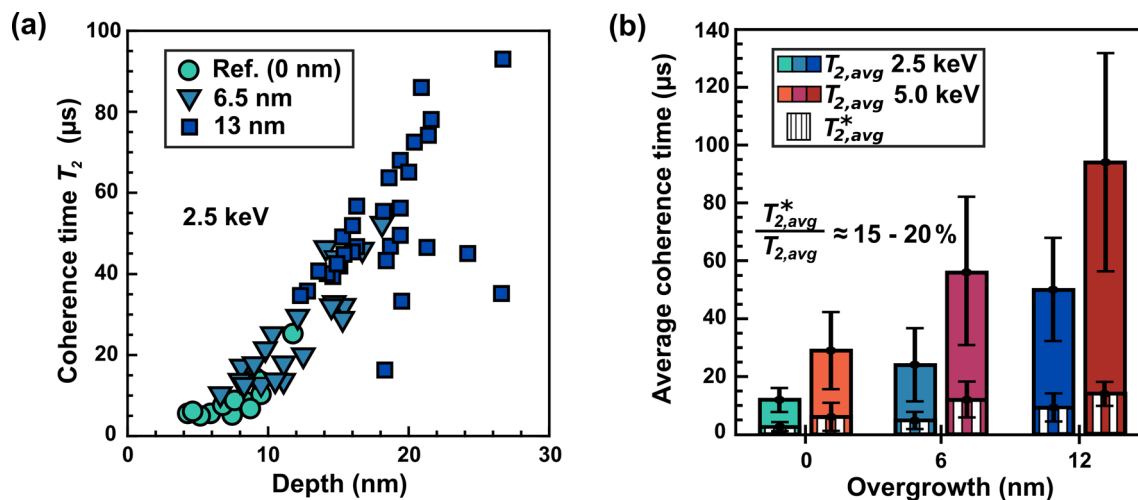 (a)
Coherence time T₂ (µs)
100
80
60
40
20
0
Ref. (0 nm)
6.5 nm
13 nm
2.5 keV
0
10
20
30
Depth (nm)
(b)
Average coherence time (µs)
140
120
100
80
60
40
20
0
T₂,avg 2.5 keV
T₂,avg 5.0 keV
T*₂,avg
T*₂,avg / T₂,avg ≈ 15 - 20 %
0
6
12
Overgrowth (nm)